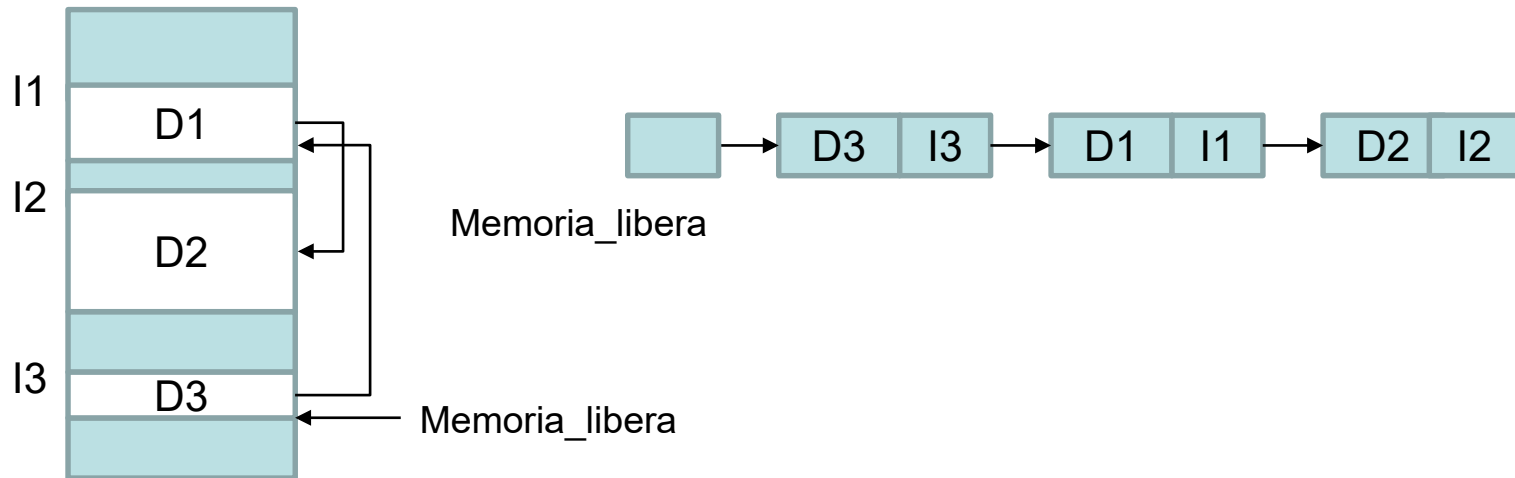 I1
D1
I2
D2
I3
D3
Memoria_libera
D3 I3 D1 I1 D2 I2
Memoria_libera